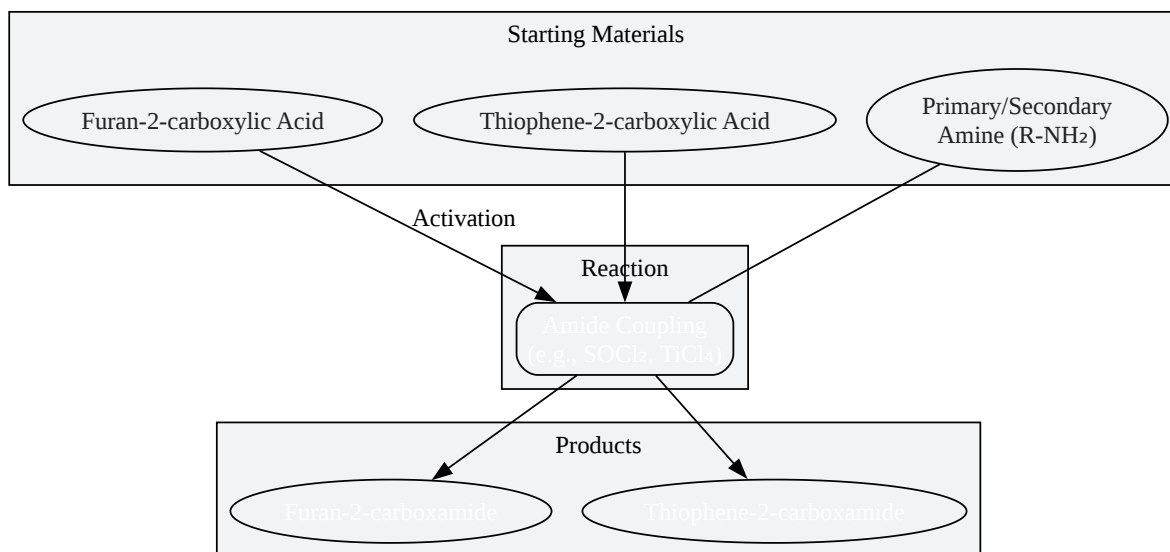 Starting Materials
Furan-2-carboxylic Acid
Thiophene-2-carboxylic Acid
Primary/Secondary
Amine (R-NH₂)
Activation
Reaction
Amide Coupling
(e.g., SOCl₂, TiCl₄)
Products
Furan-2-carboxamide
Thiophene-2-carboxamide